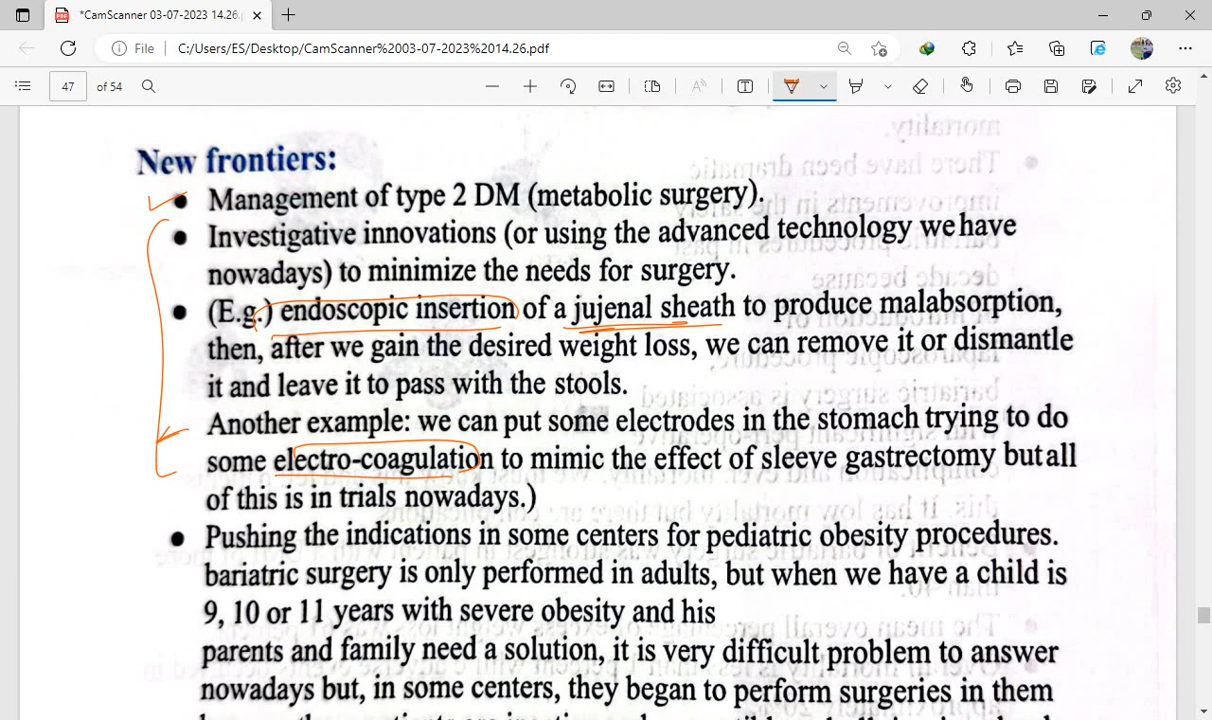 *CamScanner 03-07-2023 14.26.
File
C:/Users/ES/Desktop/CamScanner%2003-07-2023%2014.26.pdf
47 of 54
New frontiers:
• Management of type 2 DM (metabolic surgery).
• Investigative innovations (or using the advanced technology we have
nowadays) to minimize the needs for surgery.
• (E.g.) endoscopic insertion of a jujenal sheath to produce malabsorption,
then, after we gain the desired weight loss, we can remove it or dismantle
it and leave it to pass with the stools.
Another example: we can put some electrodes in the stomach trying to do
some electro-coagulation to mimic the effect of sleeve gastrectomy but all
of this is in trials nowadays.)
• Pushing the indications in some centers for pediatric obesity procedures.
bariatric surgery is only performed in adults, but when we have a child is
9, 10 or 11 years with severe obesity and his
parents and family need a solution, it is very difficult problem to answer
nowadays but, in some centers, they began to perform surgeries in them